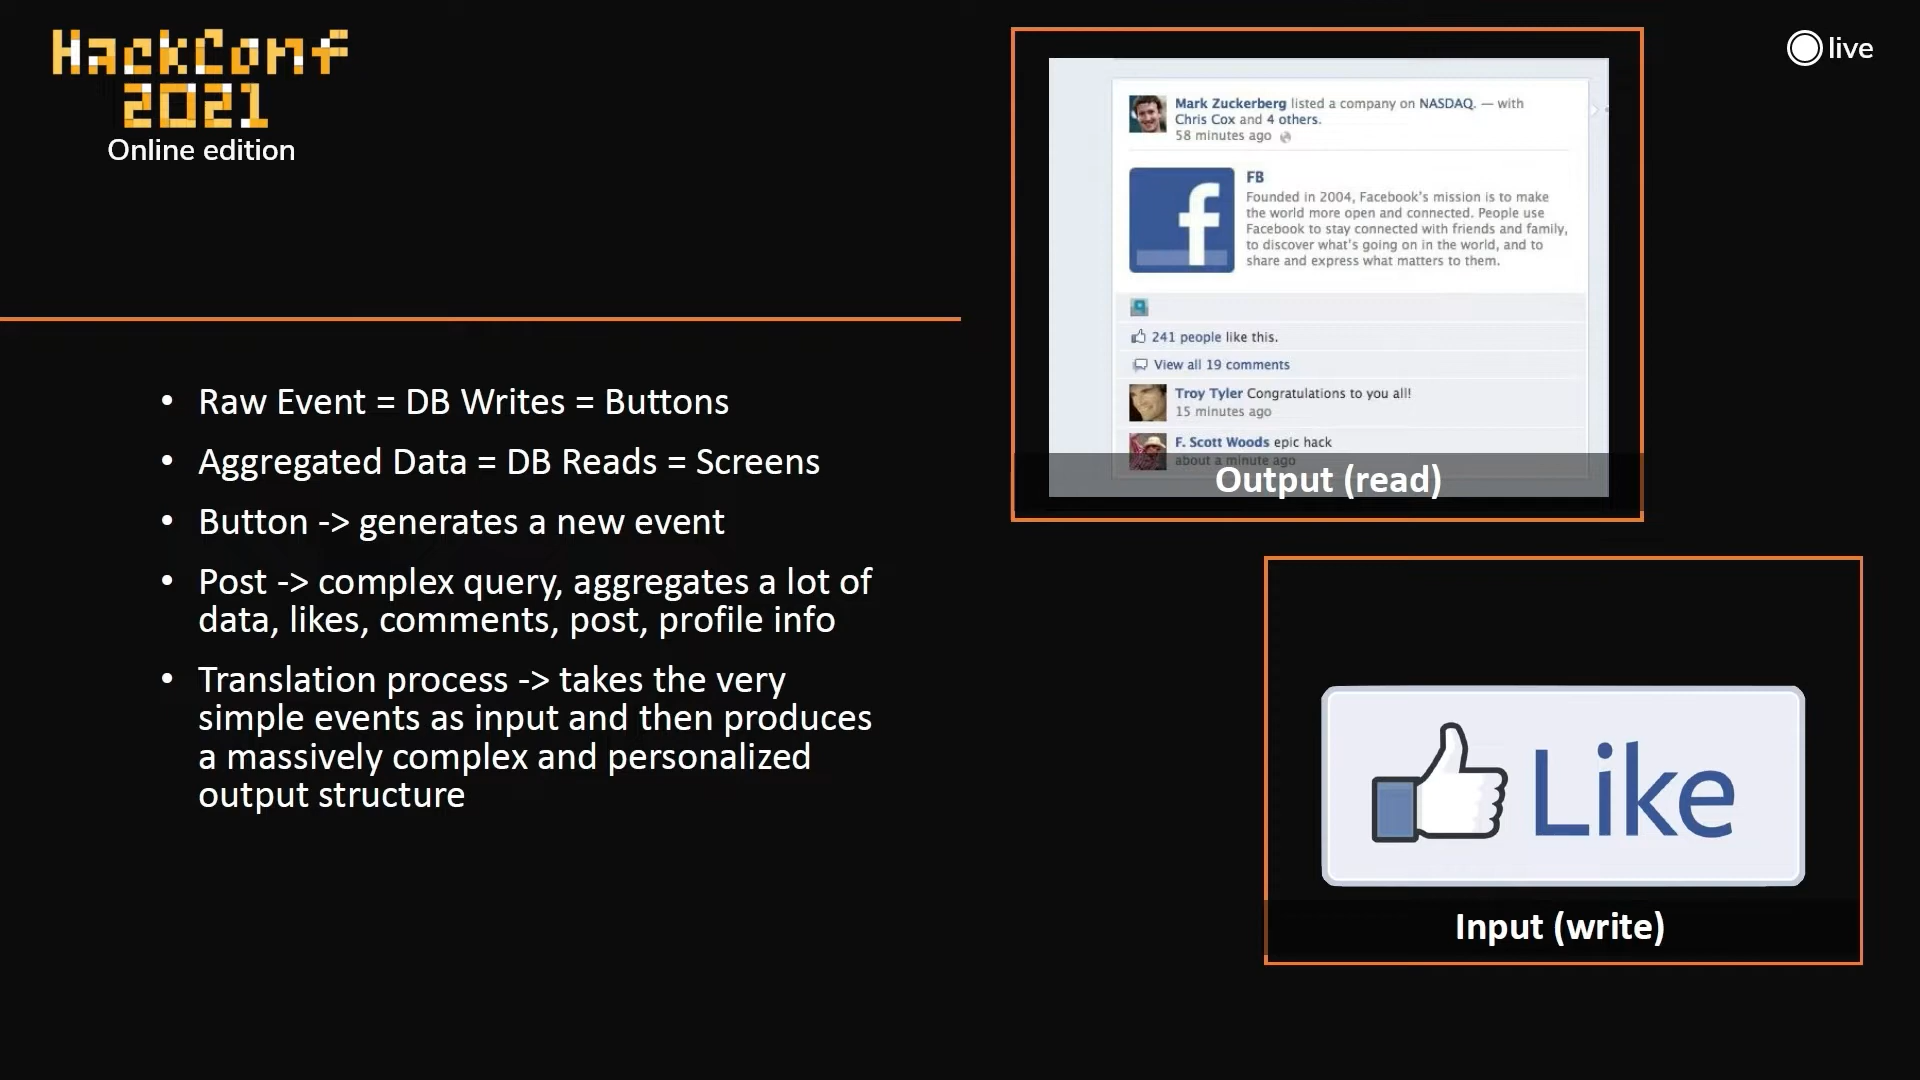 HackConf
2021
Online edition
live
• Raw Event = DB Writes = Buttons
• Aggregated Data = DB Reads = Screens
• Button -> generates a new event
• Post -> complex query, aggregates a lot of
data, likes, comments, post, profile info
• Translation process -> takes the very
simple events as input and then produces
a massively complex and personalized
output structure
Mark Zuckerberg listed a company on NASDAQ. — with
Chris Cox and 4 others.
58 minutes ago
f
FB
Founded in 2004, Facebook's mission is to make
the world more open and connected. People use
Facebook to stay connected with friends and family,
to discover what's going on in the world, and to
share and express what matters to them.
241 people like this.
View all 19 comments
Troy Tyler Congratulations to you all!
15 minutes ago
F. Scott Woods epic hack
about a minute ago
Output (read)
Like
Input (write)